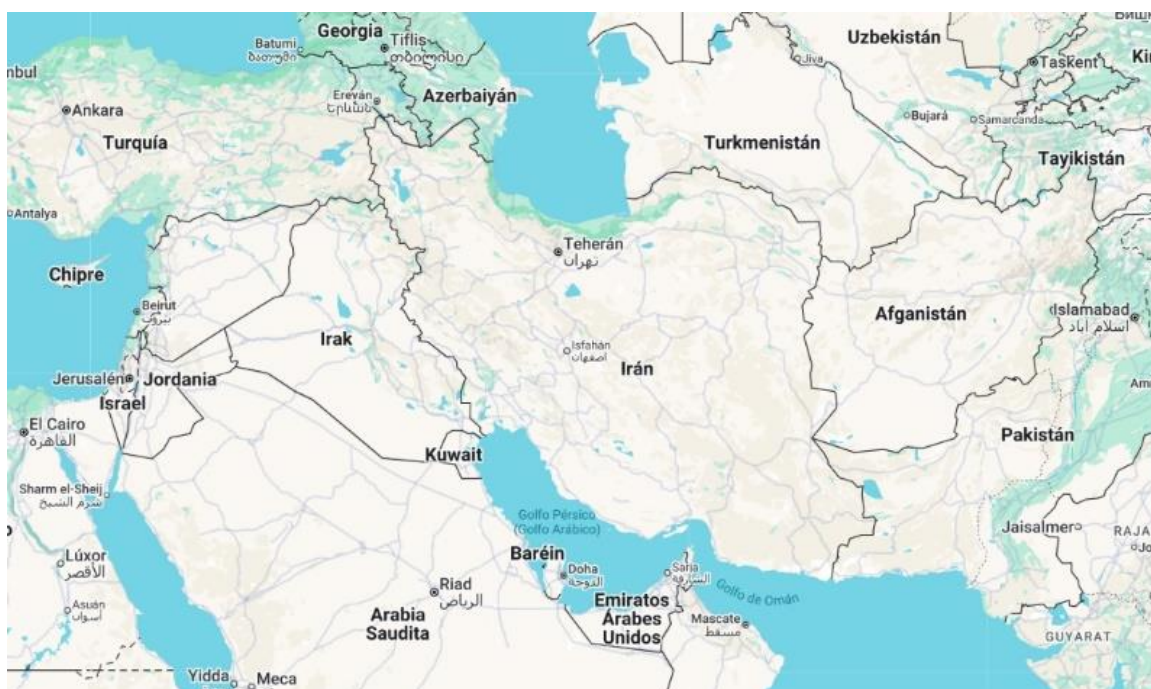 Georgia
Batumi
ბათუმი
Tiflis
თბილისი
Uzbekistán
Taskent
Jiva
Ereván
Երևան
Azerbaiyán
Ankara
Turquía
Bujará
Samarcanda
Turkmenistán
Tayikistán
Antalya
Teherán
تهران
Chipre
Beirut
بيروت
Irak
Isfahán
اصفهان
Irán
Afganistán
Islamabad
اسلام آباد
Jerusalén
Jordania
Israel
El Cairo
القاهرة
Kuwait
Pakistán
Sharm el-Sheij
شرم الشيخ
Golfo Pérsico
(Golfo Arábico)
Jaisalmer
RAJA
Baréin
Doha
الدوحة
Saria
الشارقة
Golfo de Omán
Lúxor
الأقصر
Riad
الرياض
Asuán
أسوان
Arabia
Saudita
Emiratos
Árabes
Unidos
Mascate
مسقط
GUYARAT
Yidda
Meca